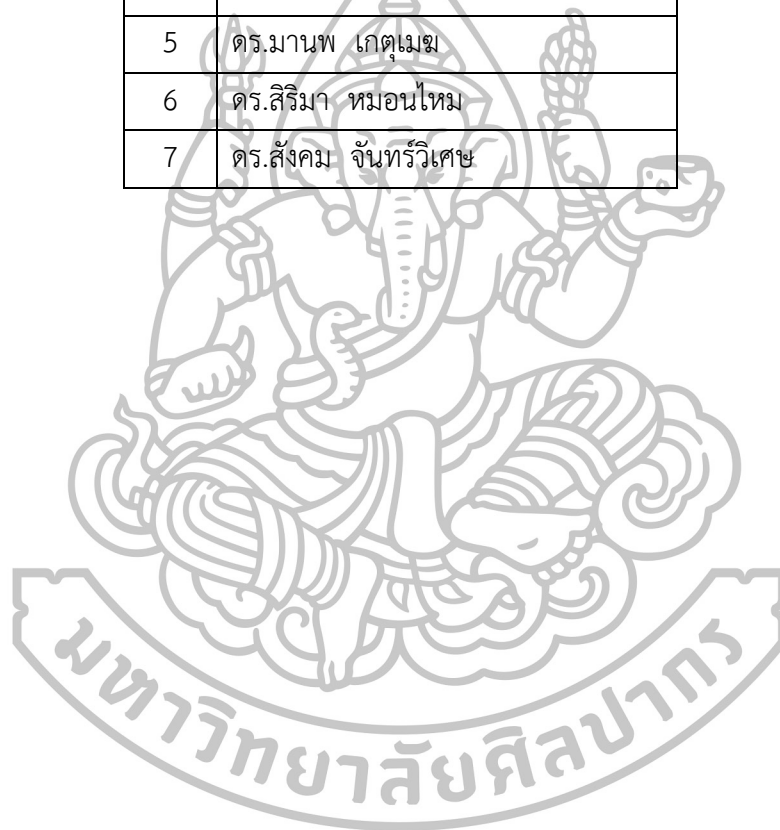 5 ดร.มานพ เกตุเมฆ
6 ดร.สิริมา หมอนไหม
7 ดร.สังคม จันทร์วิเศษ
มหาวิทยาลัยศิลปากร